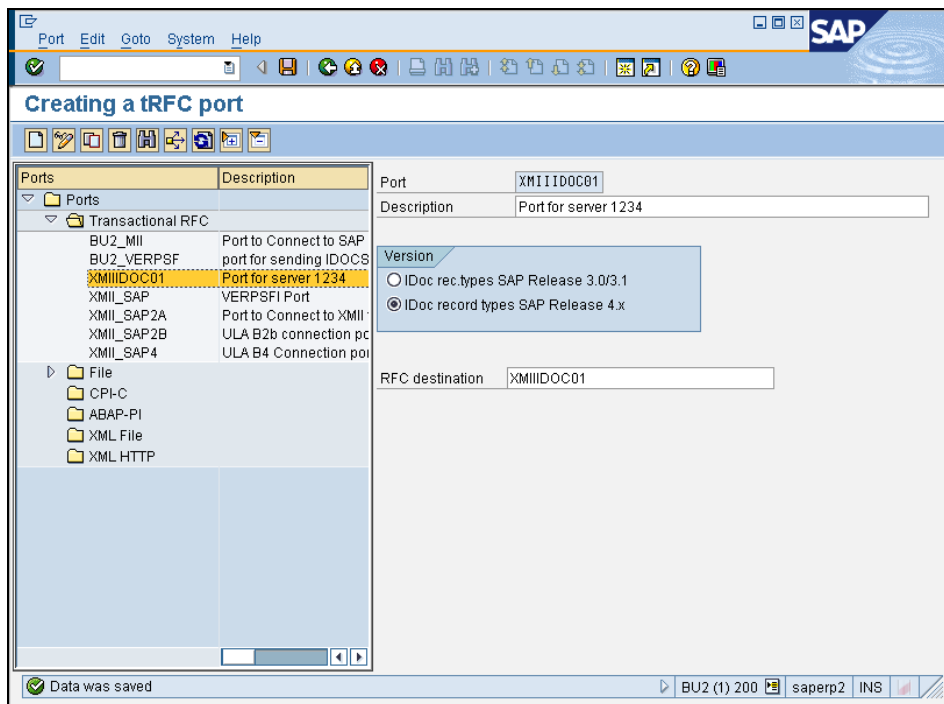 Port Edit Goto System Help
SAP
Creating a tRFC port
Ports Description
Ports
Transactional RFC
BU2_MII Port to Connect to SAP
BU2_VERPSF port for sending IDOCS
XMIIIDOC01 Port for server 1234
XMII_SAP VERPSFI Port
XMII_SAP2A Port to Connect to XMII
XMII_SAP2B ULA B2b connection po
XMII_SAP4 ULA B4 Connection por
File
CPI-C
ABAP-PI
XML File
XML HTTP
Port XMIIIDOC01
Description Port for server 1234
Version
IDoc rec.types SAP Release 3.0/3.1
IDoc record types SAP Release 4.x
RFC destination XMIIIDOC01
Data was saved
BU2 (1) 200 saperp2 INS